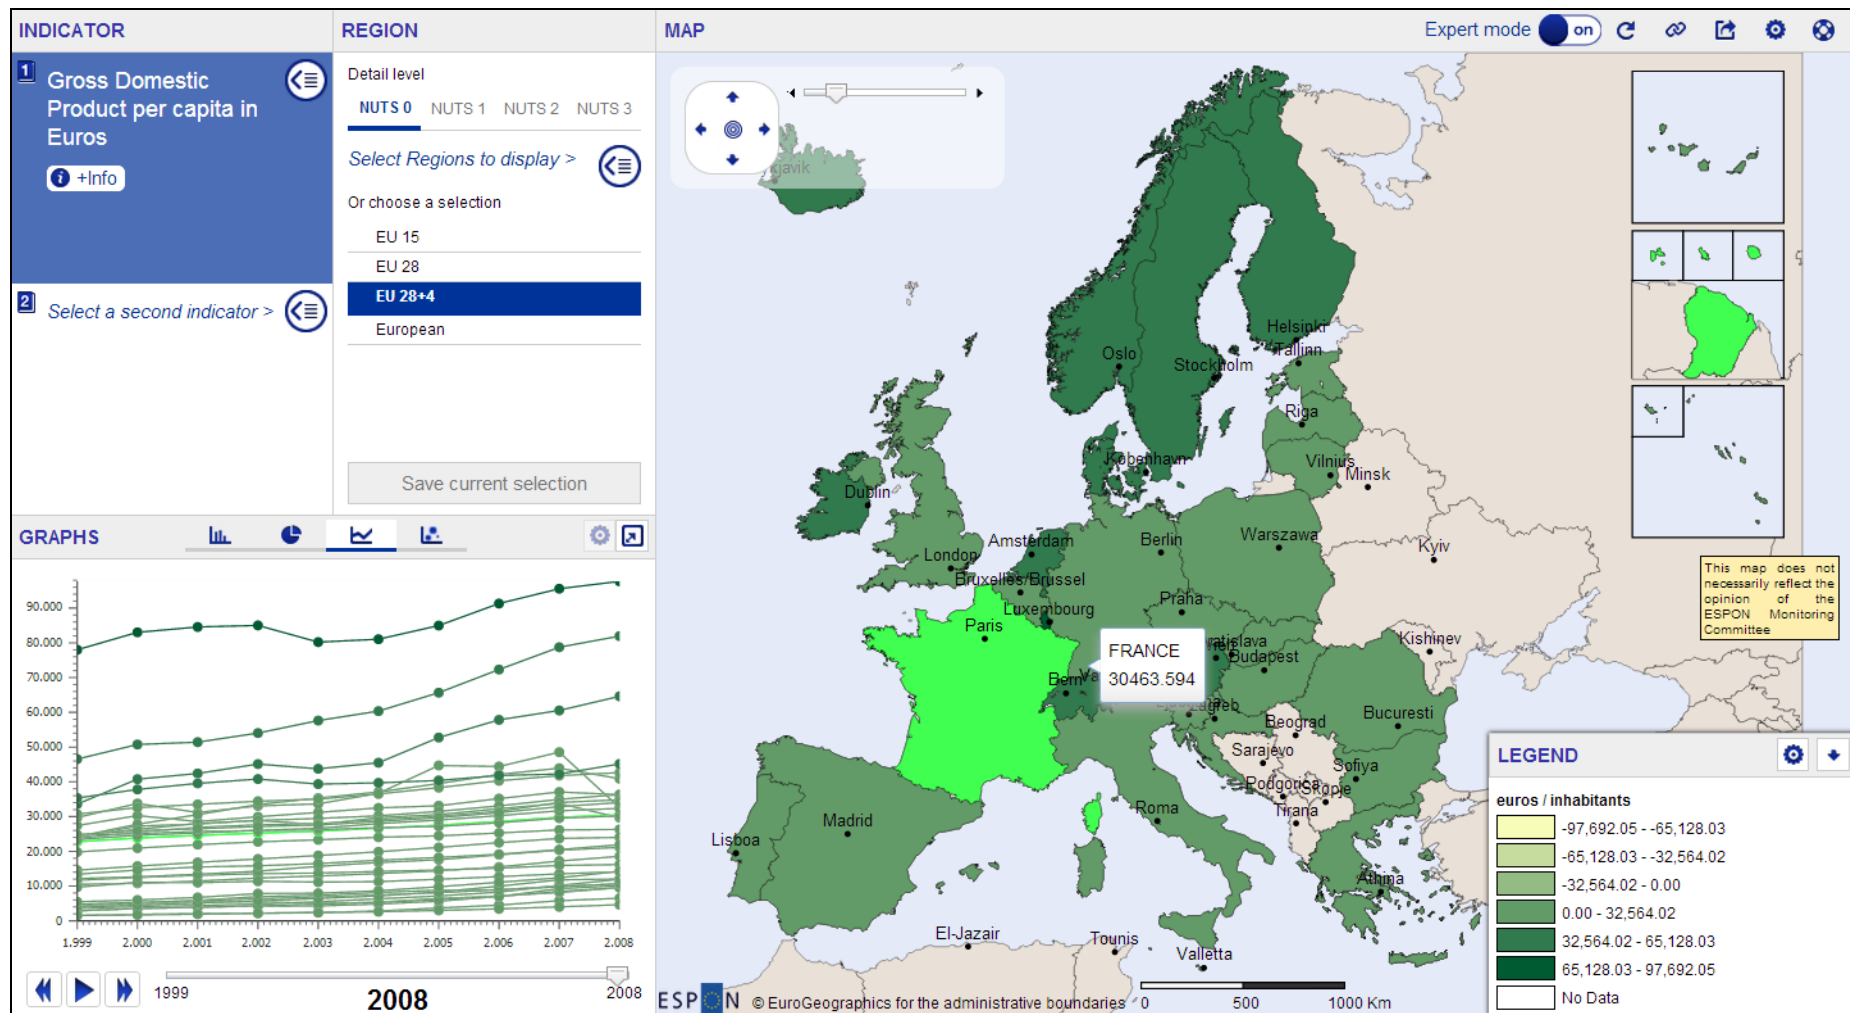 INDICATOR
REGION
MAP
Expert mode
on
1
Gross Domestic
Product per capita in
Euros
i +Info
2
Select a second indicator >
Detail level
NUTS 0 NUTS 1 NUTS 2 NUTS 3
Select Regions to display >
Or choose a selection
EU 15
EU 28
EU 28+4
European
Save current selection
GRAPHS
90.000
80.000
70.000
60.000
50.000
40.000
30.000
20.000
10.000
0
1.999 2.000 2.001 2.002 2.003 2.004 2.005 2.006 2.007 2.008
1999
2008
2008
Helsinki
Tallinn
Oslo
Stockholm
Riga
København
Vilnius
Minsk
Dublin
Amsterdam
Berlin
Warszawa
Kyiv
London
Bruxelles/Brussel
Luxembourg
Praha
Paris
FRANCE
30463.594
Budapest
Kishinev
Bern
Zagreb
Beograd
Bucuresti
Sarajevo
Sofiya
Podgorica
Skopje
Tirana
Roma
Madrid
Lisboa
Athina
El-Jazair
Tounis
Valletta
This map does not
necessarily reflect the
opinion of the
ESPON Monitoring
Committee
LEGEND
euros / inhabitants
-97,692.05 - -65,128.03
-65,128.03 - -32,564.02
-32,564.02 - 0.00
0.00 - 32,564.02
32,564.02 - 65,128.03
65,128.03 - 97,692.05
No Data
ESPON © EuroGeographics for the administrative boundaries
0 500 1000 Km